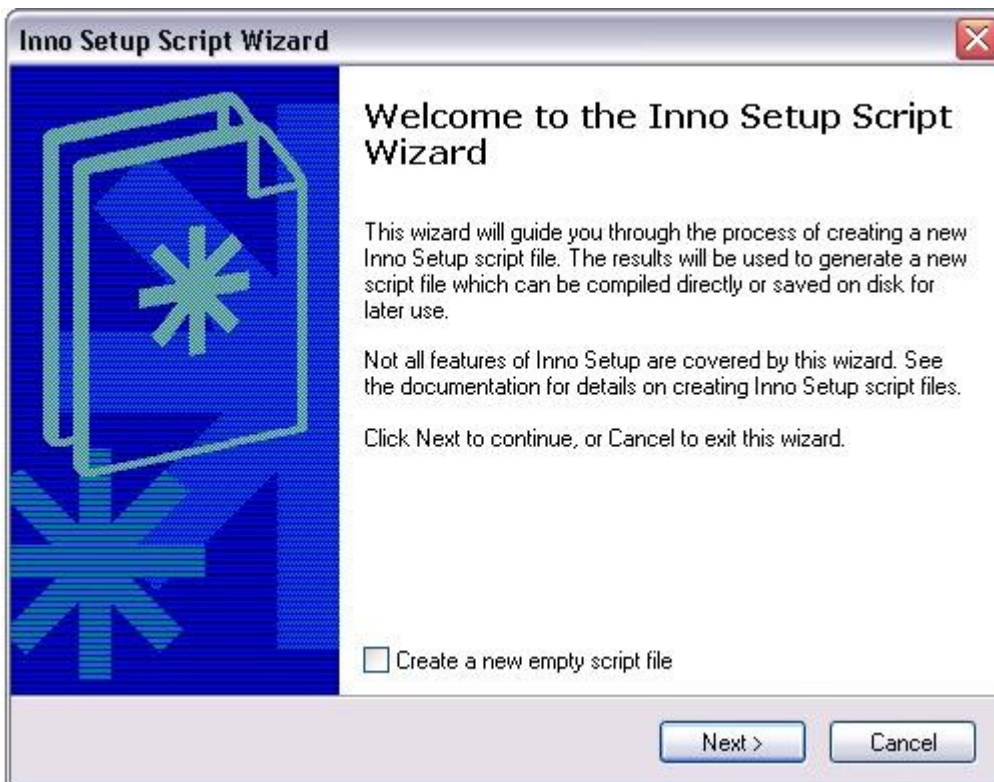 Inno Setup Script Wizard
Welcome to the Inno Setup Script
Wizard
This wizard will guide you through the process of creating a new
Inno Setup script file. The results will be used to generate a new
script file which can be compiled directly or saved on disk for
later use.
Not all features of Inno Setup are covered by this wizard. See
the documentation for details on creating Inno Setup script files.
Click Next to continue, or Cancel to exit this wizard.
Create a new empty script file
Next >
Cancel